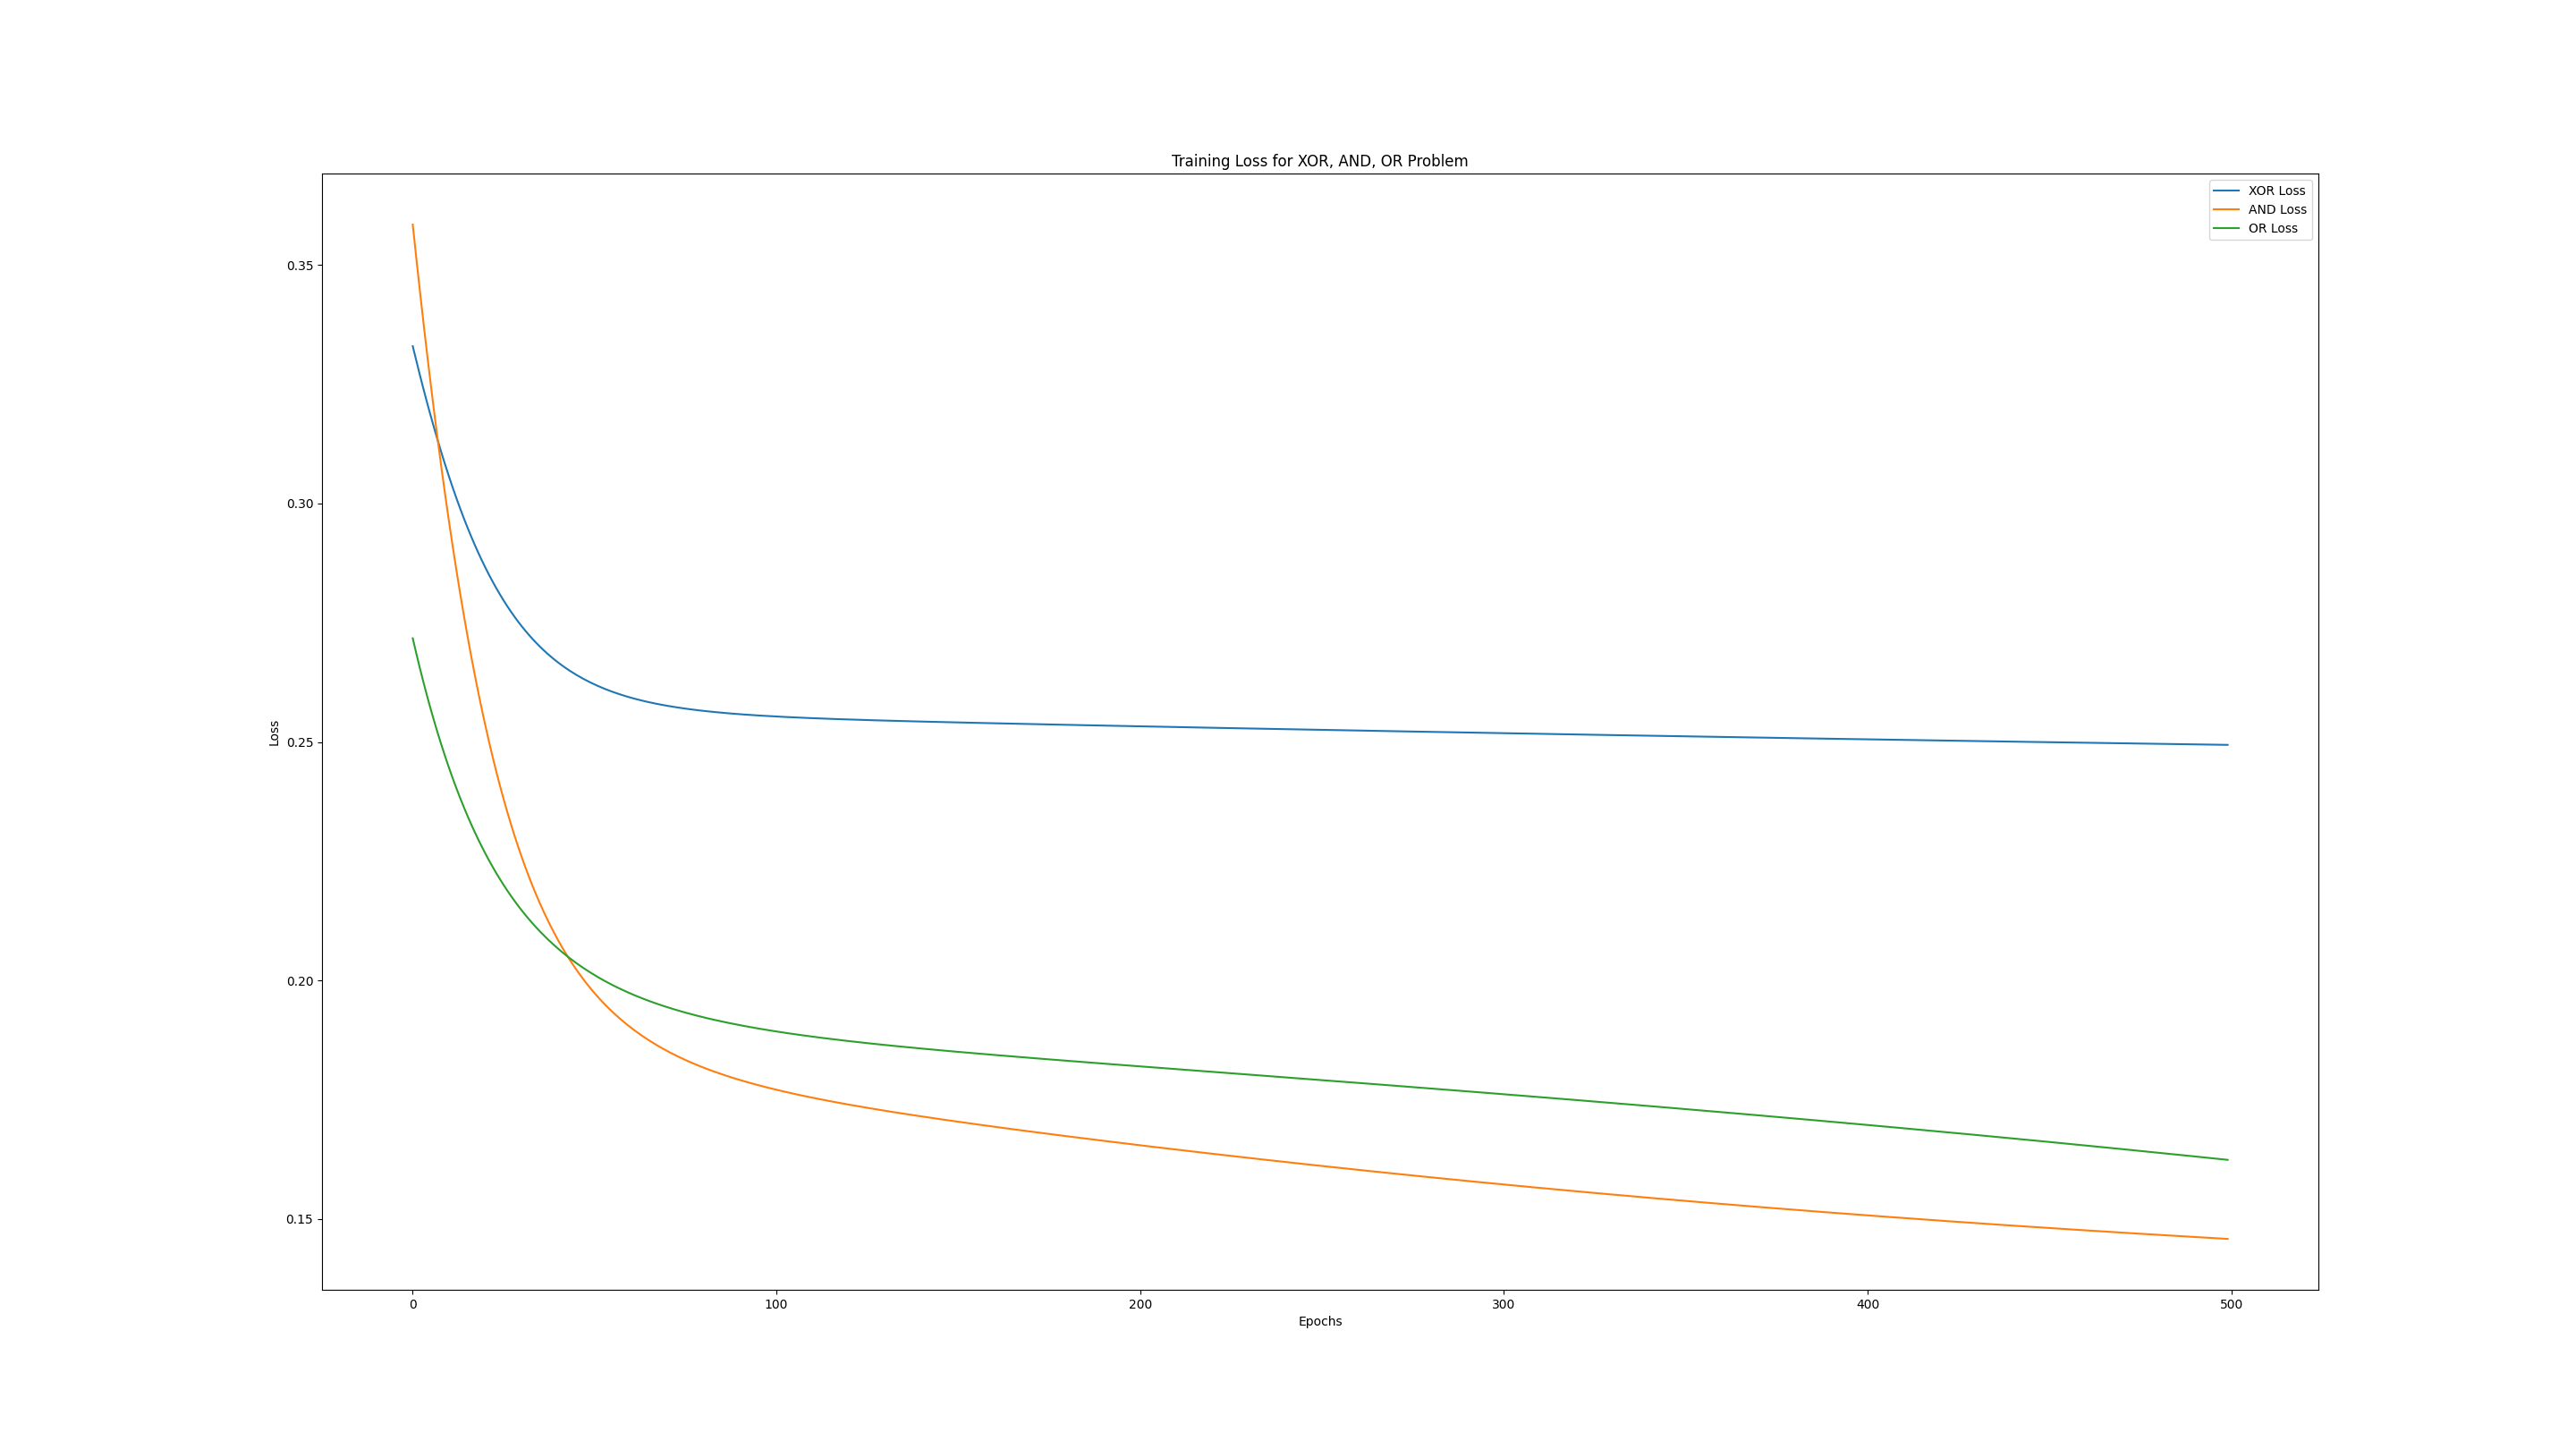 Training Loss for XOR, AND, OR Problem
XOR Loss
AND Loss
OR Loss
0.35
0.30
0.25
0.20
0.15
Loss
0 100 200 300 400 500
Epochs